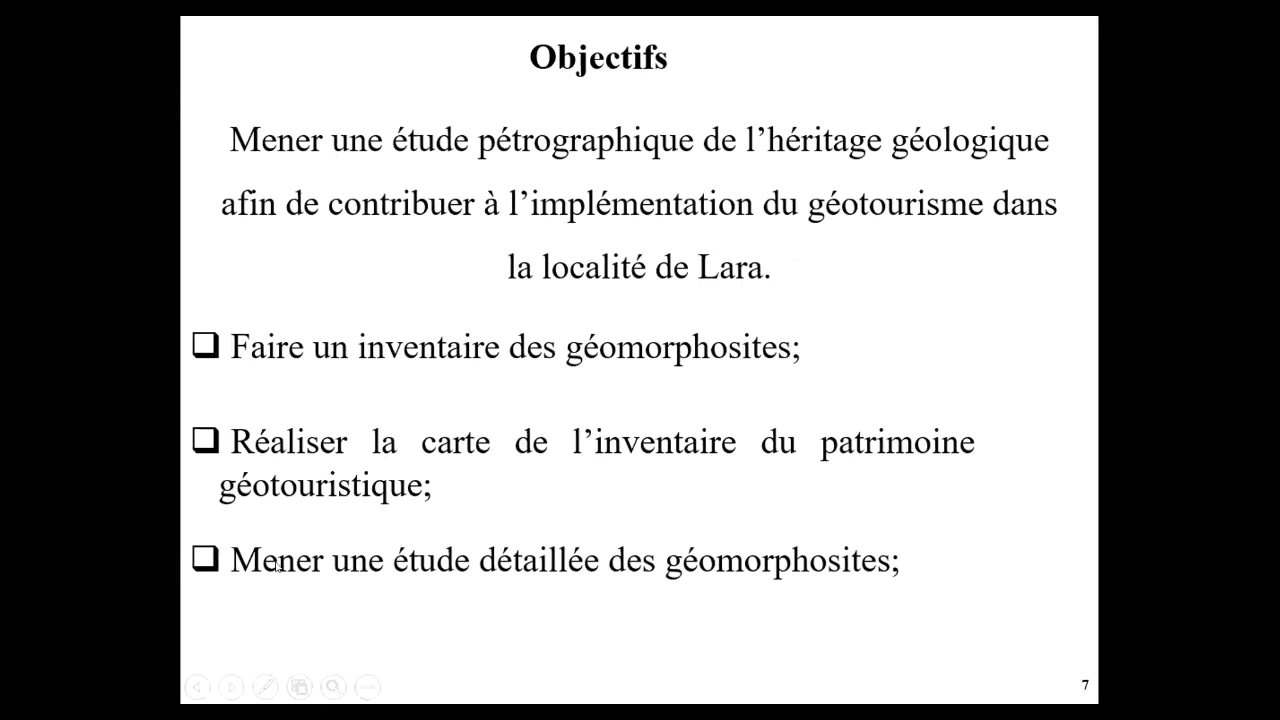 Objectifs
Mener une étude pétrographique de l’héritage géologique
afin de contribuer à l’implémentation du géotourisme dans
la localité de Lara.
❑ Faire un inventaire des géomorphosites;
❑ Réaliser la carte de l’inventaire du patrimoine
géotouristique;
❑ Mener une étude détaillée des géomorphosites;
7